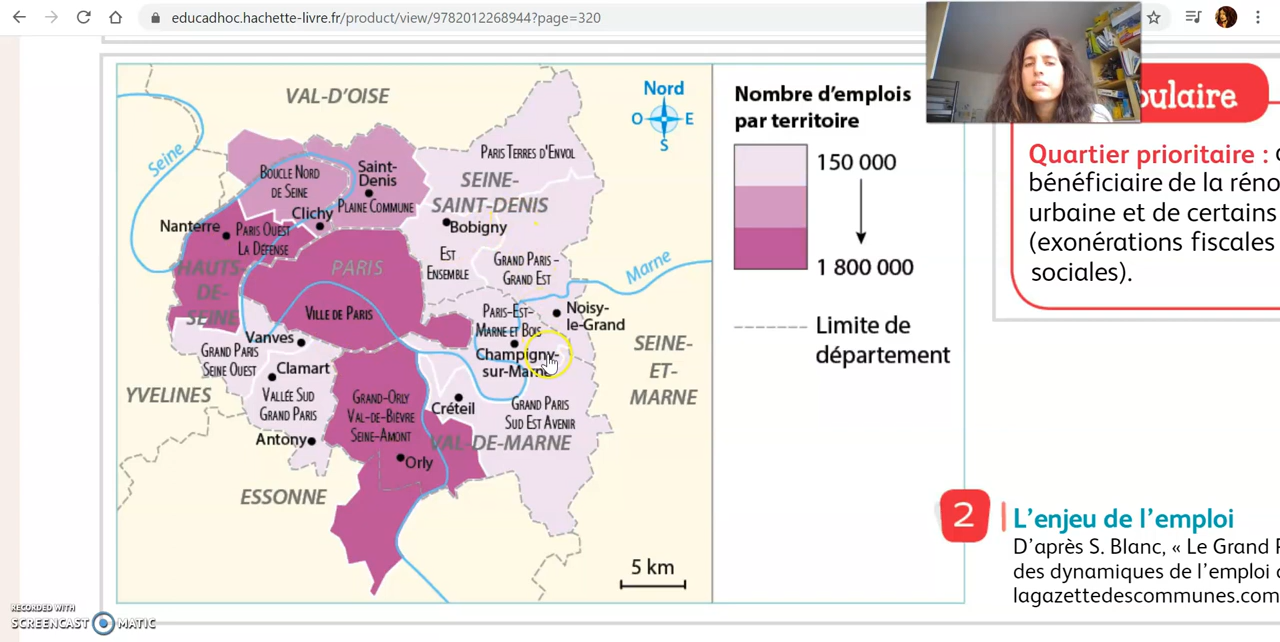 educadhoc.hachette-livre.fr/product/view/9782012268944?page=320
VAL-D'OISE
Nord
O
E
S
Seine
PARIS TERRES D'ENVOL
BOUCLE NORD
DE SEINE
Saint-
Denis
PLAINE COMMUNE
SEINE-
SAINT-DENIS
Nanterre
Clichy
PARIS OUEST
LA DÉFENSE
Bobigny
EST
ENSEMBLE
GRAND PARIS -
GRAND EST
Marne
HAUTS-
DE-
SEINE
PARIS
VILLE DE PARIS
PARIS-EST-
MARNE ET BOIS
Noisy-
le-Grand
Vanves
GRAND PARIS
SEINE OUEST
Champigny-
sur-Marne
SEINE-
ET-
MARNE
Clamart
YVELINES
VALLÉE SUD
GRAND PARIS
GRAND-ORLY
VAL-DE-BIÈVRE
SEINE-AMONT
Créteil
GRAND PARIS
SUD EST AVENIR
Antony
VAL-DE-MARNE
Orly
ESSONNE
5 km
Nombre d'emplois
par territoire
150 000
1 800 000
Limite de
département
ulaire
Quartier prioritaire :
bénéficiaire de la réno
urbaine et de certains
(exonérations fiscales
sociales).
2
L'enjeu de l'emploi
D'après S. Blanc, « Le Grand P
des dynamiques de l'emploi
lagazettedescommunes.com
RECORDED WITH
SCREENCAST MATIC